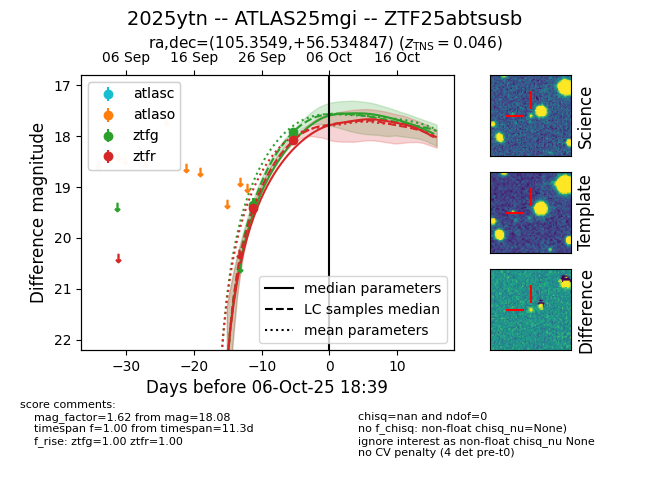 2025ytn -- ATLAS25mgi -- ZTF25abtsusb
ra,dec=(105.3549,+56.534847) (z_TNS = 0.046)
06 Sep 16 Sep 26 Sep 06 Oct 16 Oct
17
18
19
20
21
22
Difference magnitude
atlasc
atlaso
ztfg
ztfr
median parameters
LC samples median
mean parameters
−30 −20 −10 0 10
Days before 06-Oct-25 18:39
Science
Template
Difference
score comments:
mag_factor=1.62 from mag=18.08
timespan f=1.00 from timespan=11.3d
f_rise: ztfg=1.00 ztfr=1.00
chisq=nan and ndof=0
no f_chisq: non-float chisq_nu=None)
ignore interest as non-float chisq_nu None
no CV penalty (4 det pre-t0)